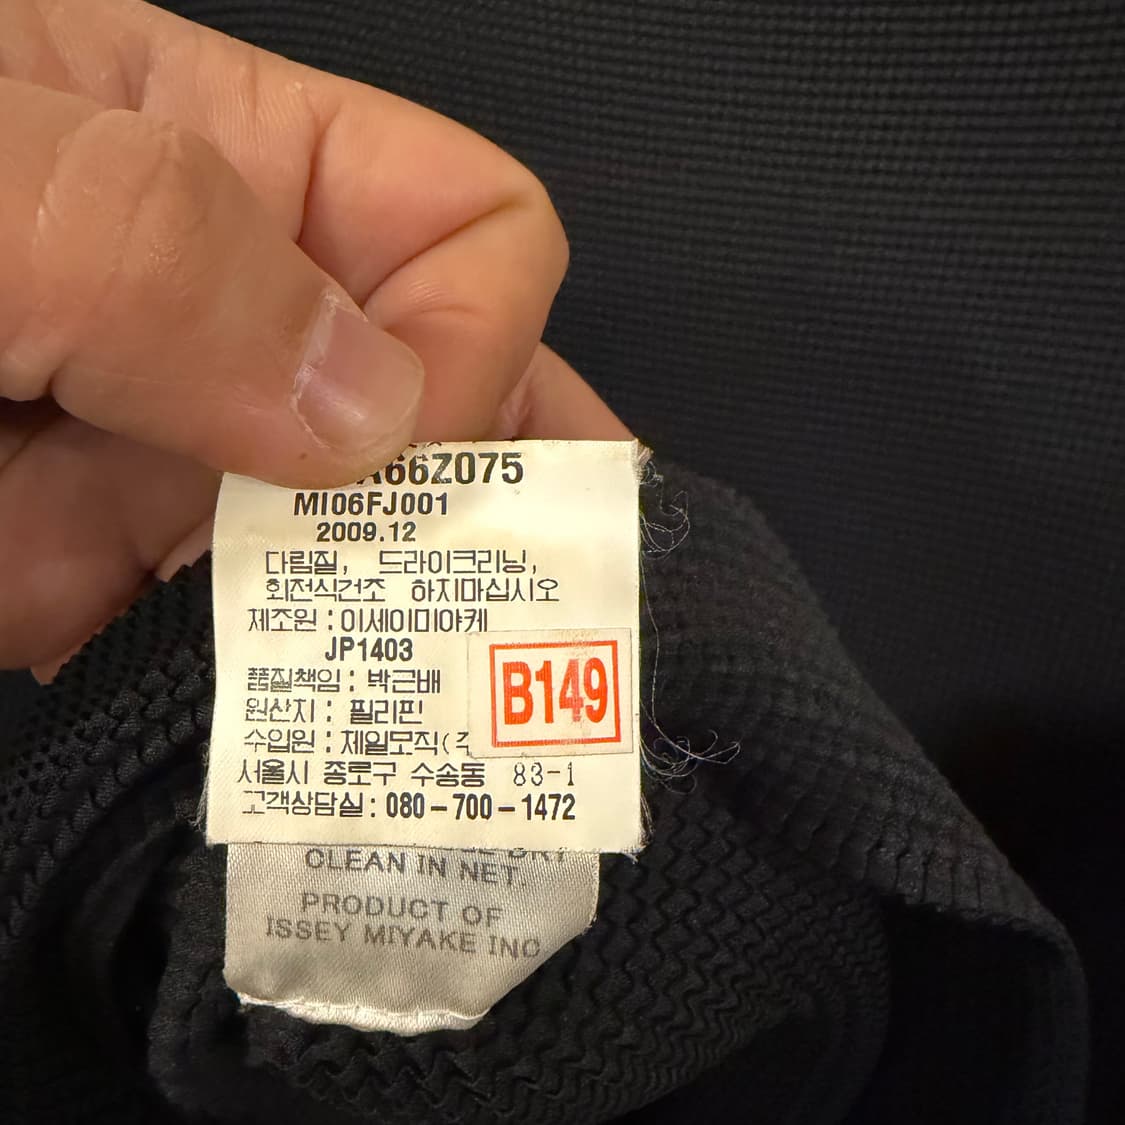 A66Z075
MI06FJ001
2009.12
다림질, 드라이크리닝,
회전식건조 하지마십시오
제조원 : 이세이미야케
JP1403
품질책임 : 박근배
원산지 : 필리핀
수입원 : 제일모직(주
B149
서울시 종로구 수송동 83-1
고객상담실 : 080-700-1472
DRY
CLEAN IN NET.
PRODUCT OF
ISSEY MIYAKE INC